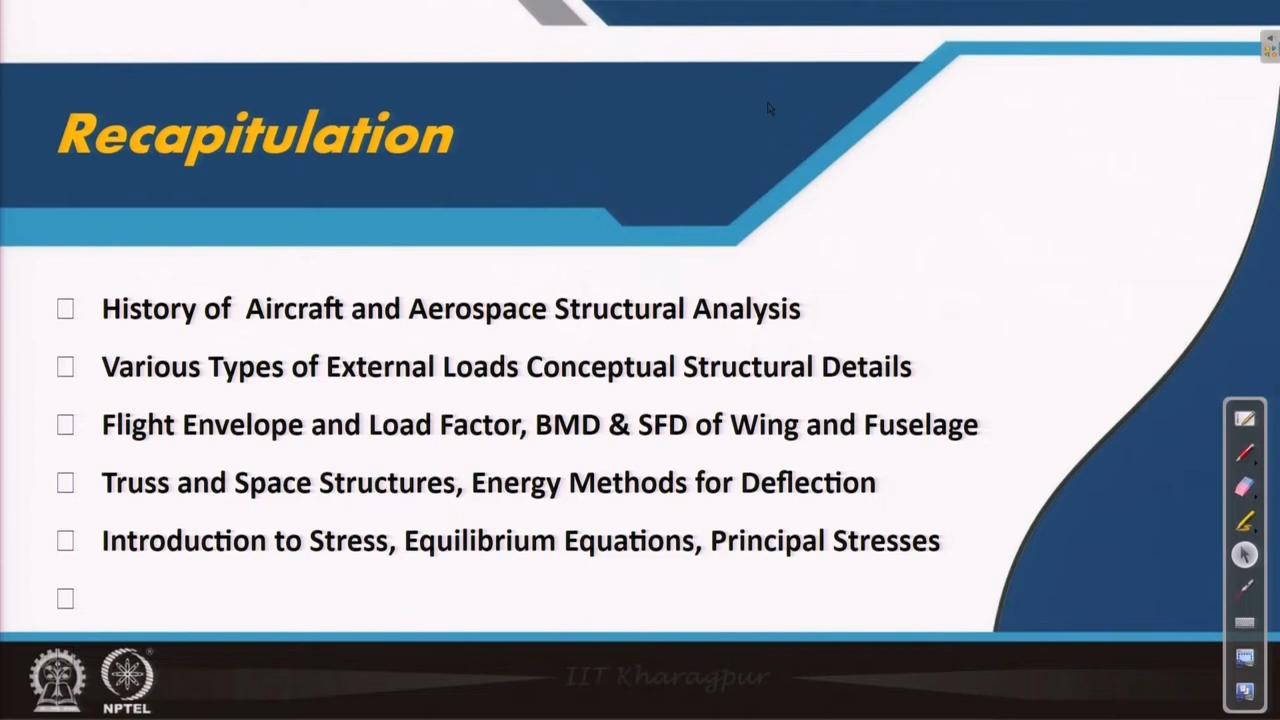 Recapitulation
History of Aircraft and Aerospace Structural Analysis
Various Types of External Loads Conceptual Structural Details
Flight Envelope and Load Factor, BMD & SFD of Wing and Fuselage
Truss and Space Structures, Energy Methods for Deflection
Introduction to Stress, Equilibrium Equations, Principal Stresses
IIT Kharagpur
NPTEL